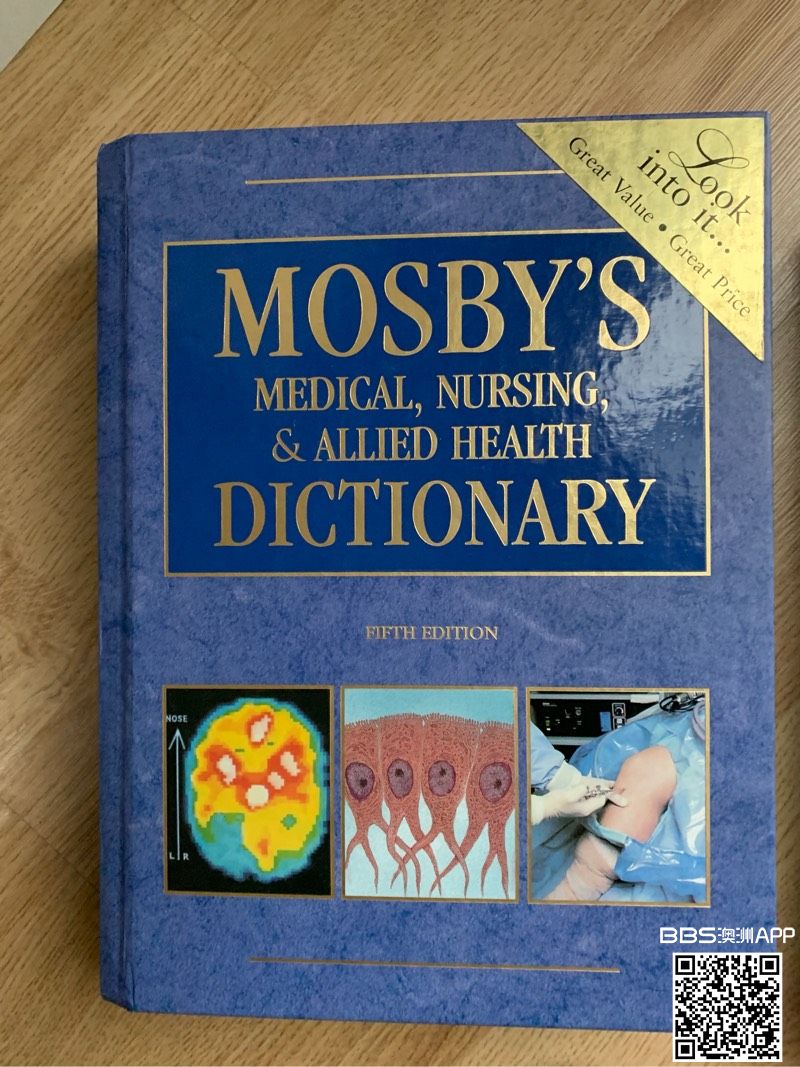 Look
into it...
Great Value • Great Price
MOSBY'S
MEDICAL, NURSING,
& ALLIED HEALTH
DICTIONARY
FIFTH EDITION
NOSE
L R
BBS澳洲APP